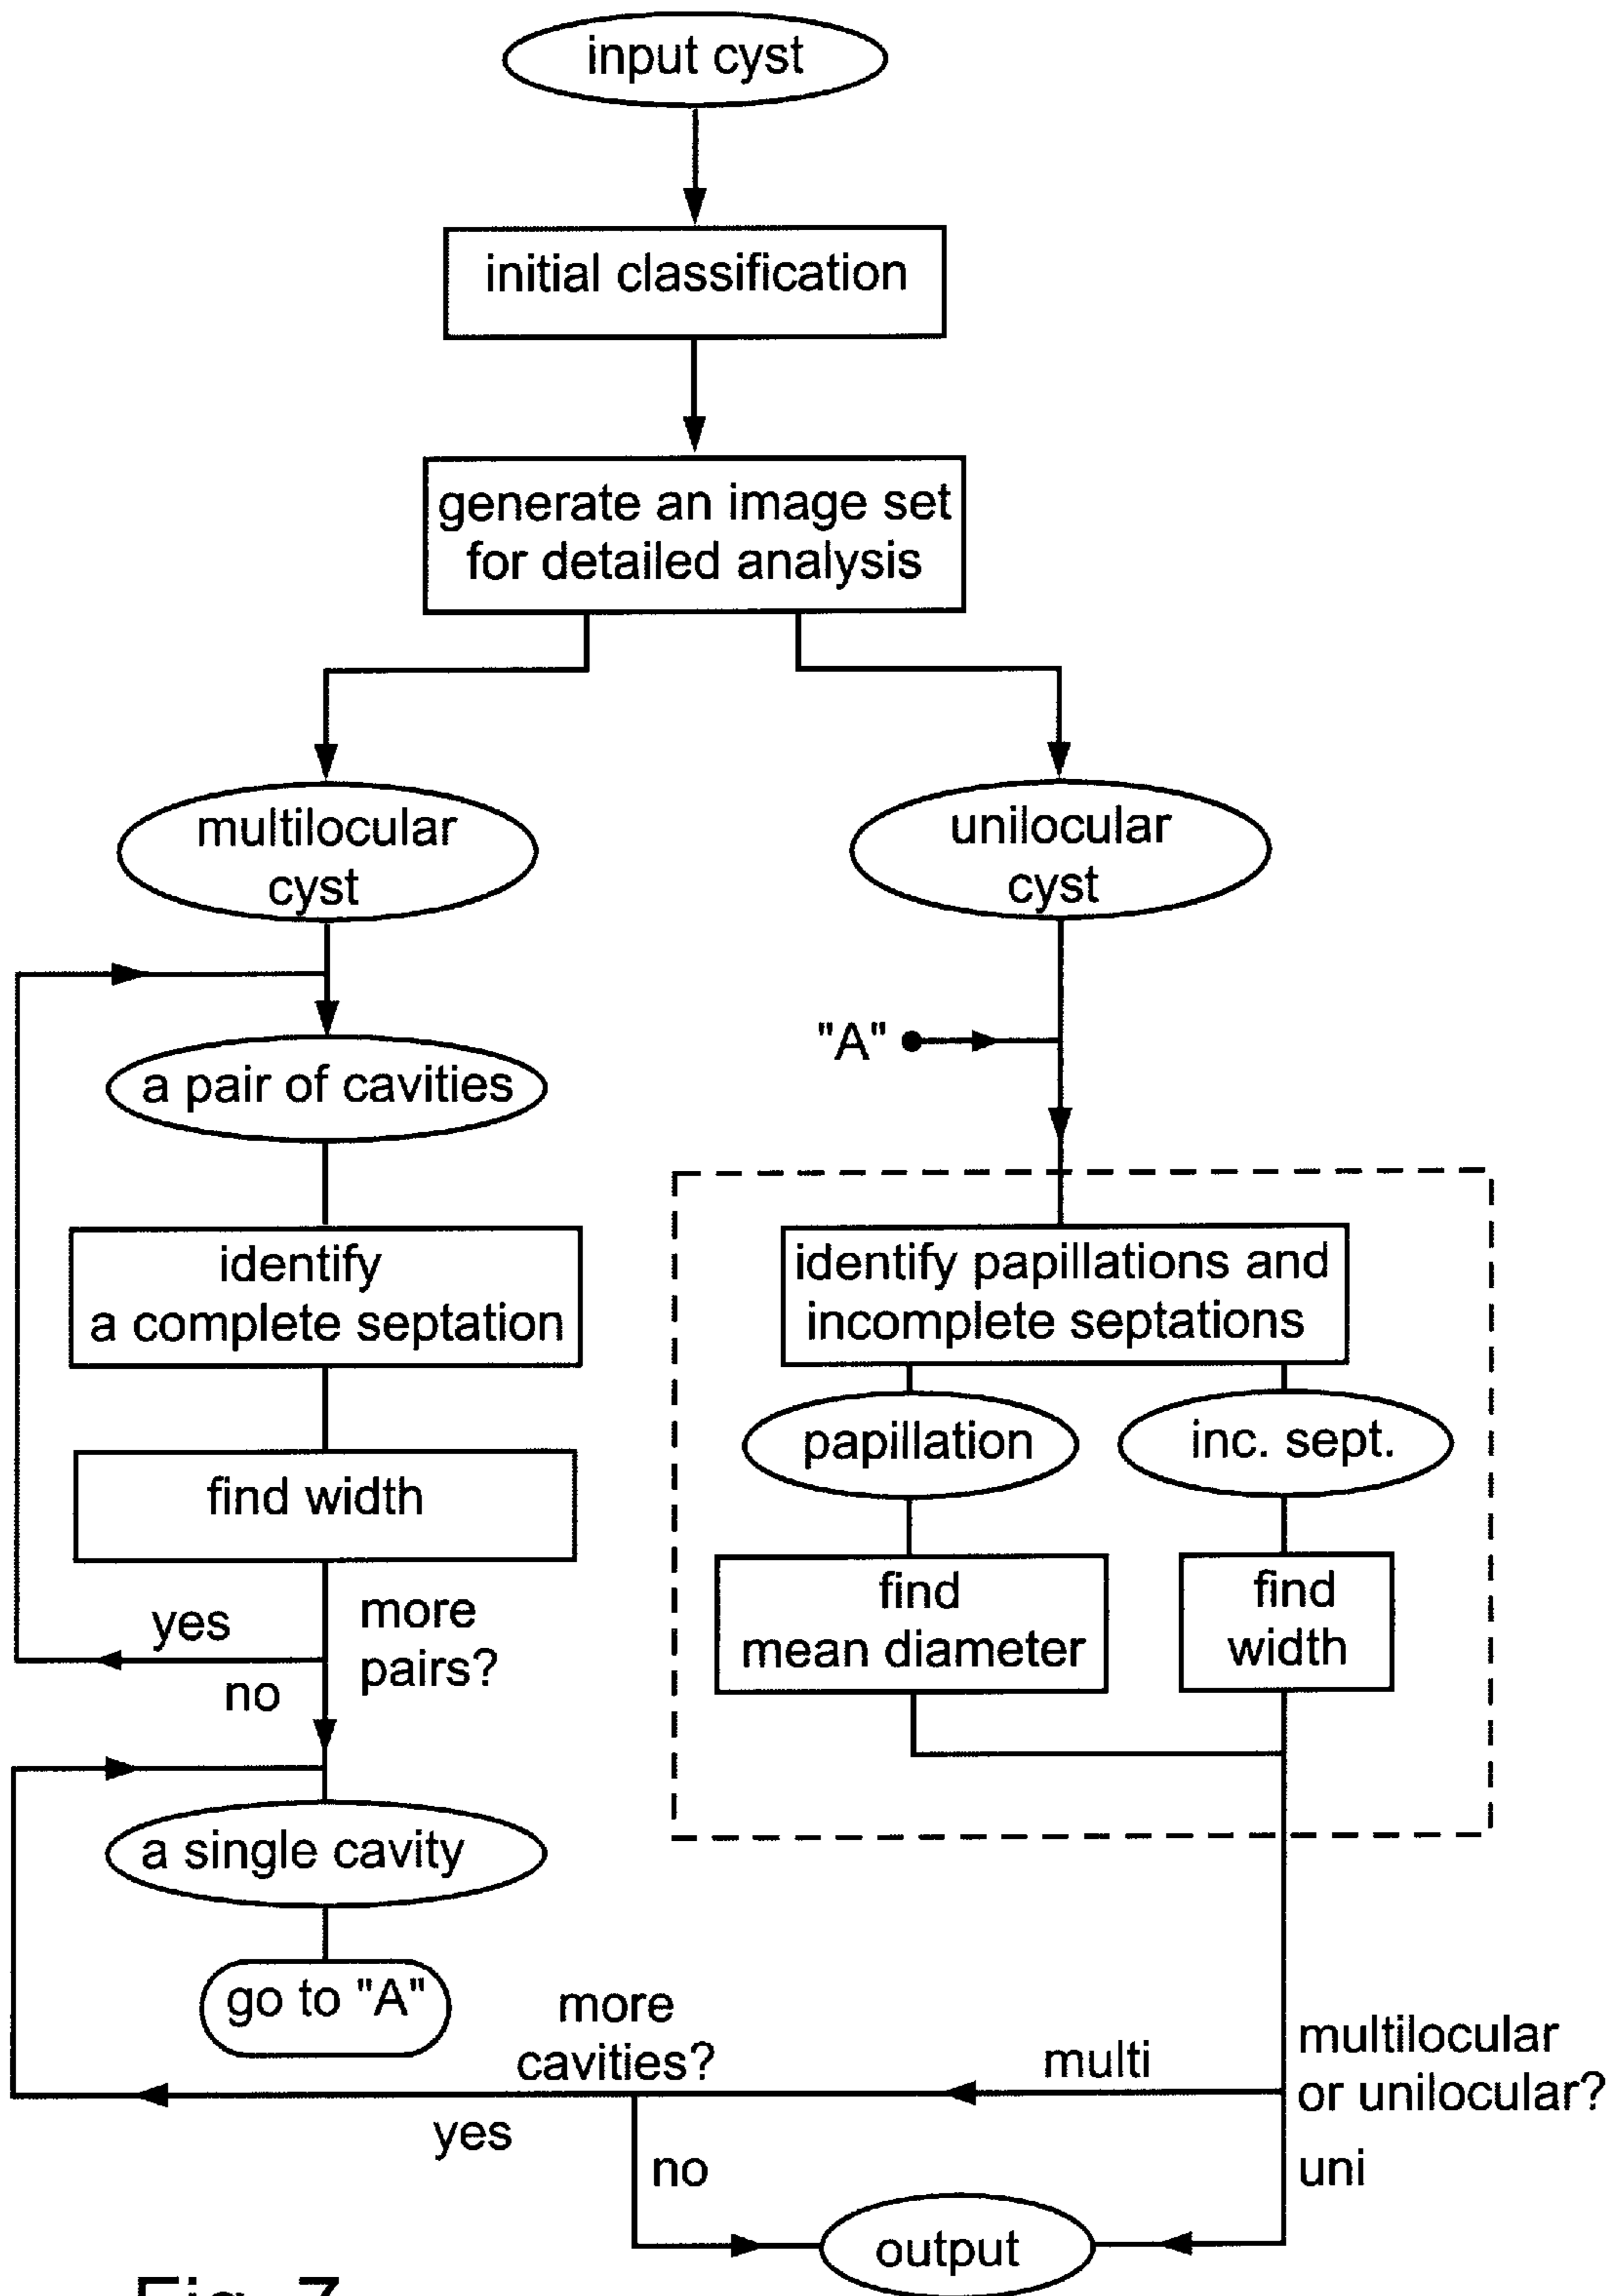 input cyst
initial classification
generate an image set
for detailed analysis
multilocular
cyst
unilocular
cyst
"A"
a pair of cavities
identify
a complete septation
identify papillations and
incomplete septations
papillation
inc. sept.
find width
find
mean diameter
find
width
yes
more
pairs?
no
a single cavity
go to "A"
more
cavities?
multi
multilocular
or unilocular?
yes
no
uni
output
Fig. 7